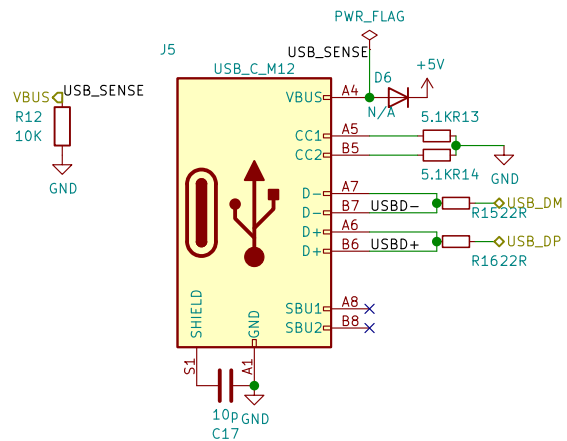 PWR_FLAG
J5
USB_SENSE
USB_C_M12
+5V
D6
N/A
VBUS
A4
VBUS
USB_SENSE
R12
10K
GND
CC1
A5
5.1KR13
CC2
B5
5.1KR14
GND
D-
A7
D-
B7
USBD-
R1522R
USB_DM
D+
A6
D+
B6
USBD+
R1622R
USB_DP
SBU1
A8
SBU2
B8
SHIELD
GND
S1
A1
10p
C17
GND